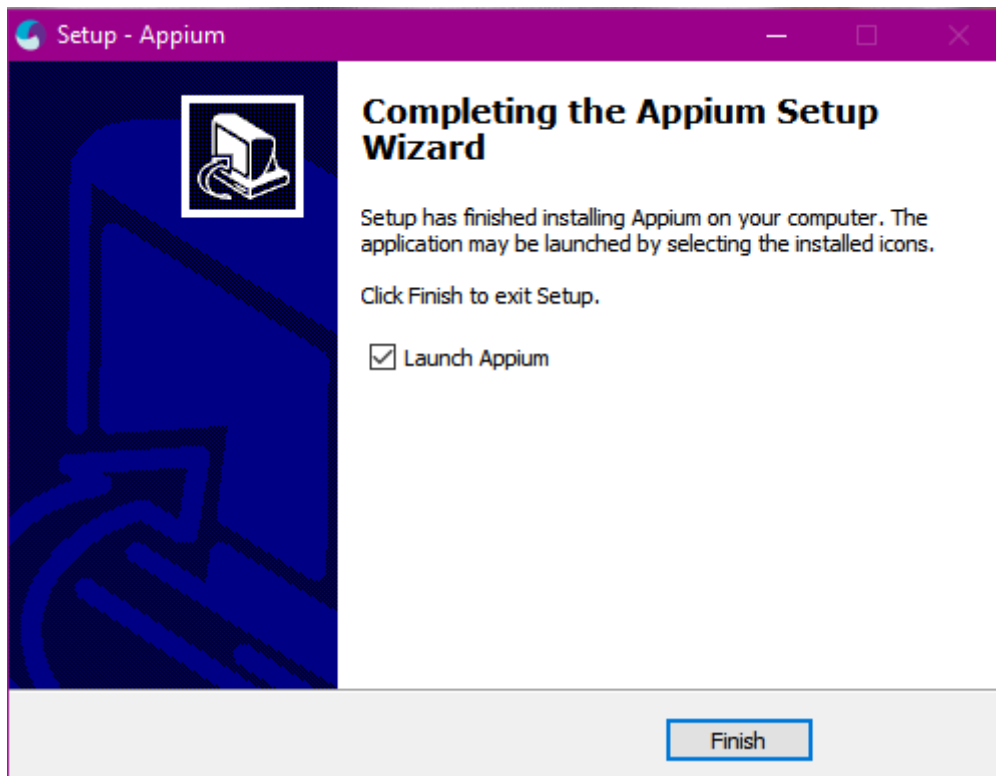 Setup - Appium
Completing the Appium Setup
Wizard
Setup has finished installing Appium on your computer. The
application may be launched by selecting the installed icons.
Click Finish to exit Setup.
Launch Appium
Finish